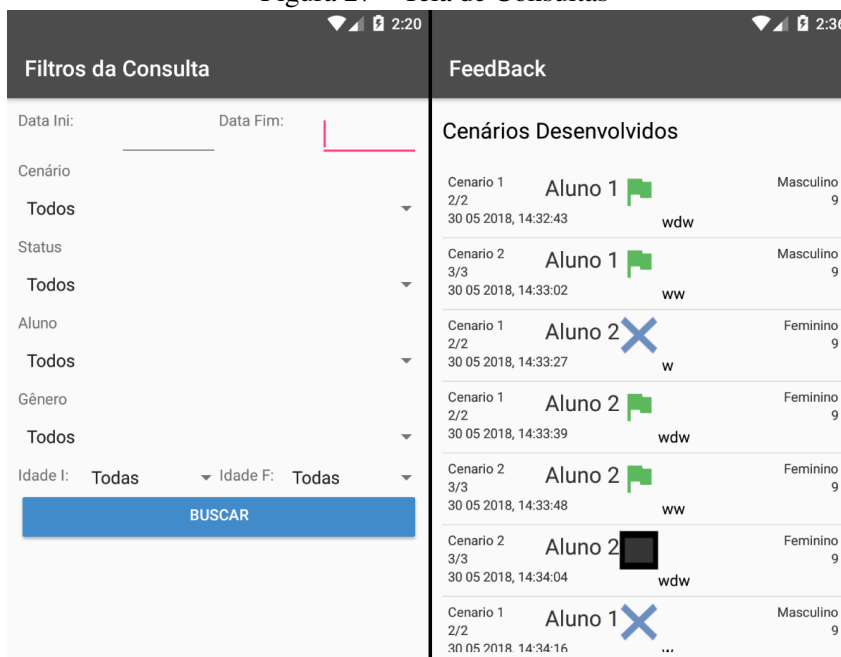 Figura 27 – Tela de Consultas
2:20
Filtros da Consulta
Data Ini:
Data Fim:
Cenário
Todos
Status
Todos
Aluno
Todos
Gênero
Todos
Idade I: Todas Idade F: Todas
BUSCAR
2:36
FeedBack
Cenários Desenvolvidos
Cenario 1 Aluno 1 Masculino
2/2 9
30 05 2018, 14:32:43 wdw
Cenario 2 Aluno 1 Masculino
3/3 9
30 05 2018, 14:33:02 ww
Cenario 1 Aluno 2 Feminino
2/2 9
30 05 2018, 14:33:27 w
Cenario 1 Aluno 2 Feminino
2/2 9
30 05 2018, 14:33:39 wdw
Cenario 2 Aluno 2 Feminino
3/3 9
30 05 2018, 14:33:48 ww
Cenario 2 Aluno 2 Feminino
3/3 9
30 05 2018, 14:34:04 wdw
Cenario 1 Aluno 1 Masculino
2/2 9
30 05 2018, 14:34:16 w